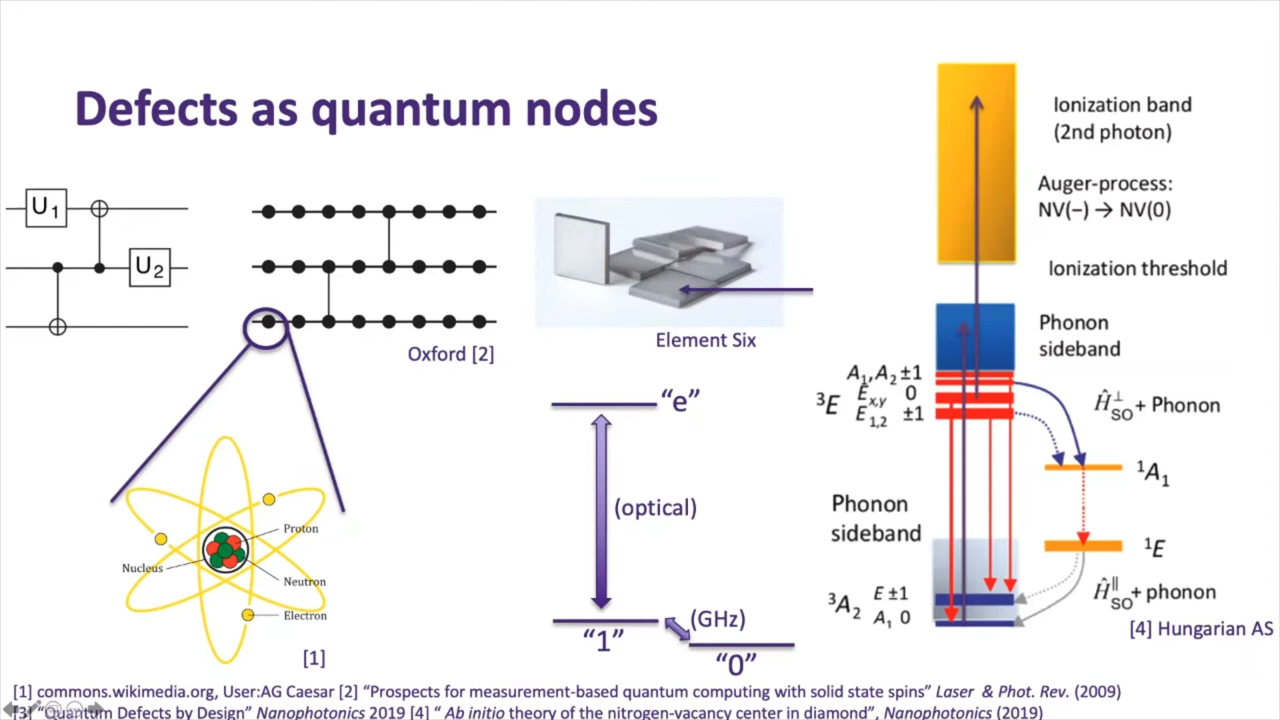 Defects as quantum nodes
U1
U2
Oxford [2]
Proton
Nucleus
Neutron
Electron
[1]
Element Six
“e”
(optical)
(GHz)
“1”
“0”
Ionization band
(2nd photon)
Auger-process:
NV(−) → NV(0)
Ionization threshold
Phonon
sideband
A1,A2 ±1
3E Ex,y 0
E1,2 ±1
Ĥ⊥SO + Phonon
1A1
Phonon
sideband
1E
3A2 E ±1
A1 0
Ĥ∥SO + phonon
[4] Hungarian AS
[1] commons.wikimedia.org, User:AG Caesar [2] “Prospects for measurement-based quantum computing with solid state spins” Laser & Phot. Rev. (2009)
[3] “Quantum Defects by Design” Nanophotonics 2019 [4] “ Ab initio theory of the nitrogen-vacancy center in diamond”, Nanophotonics (2019)